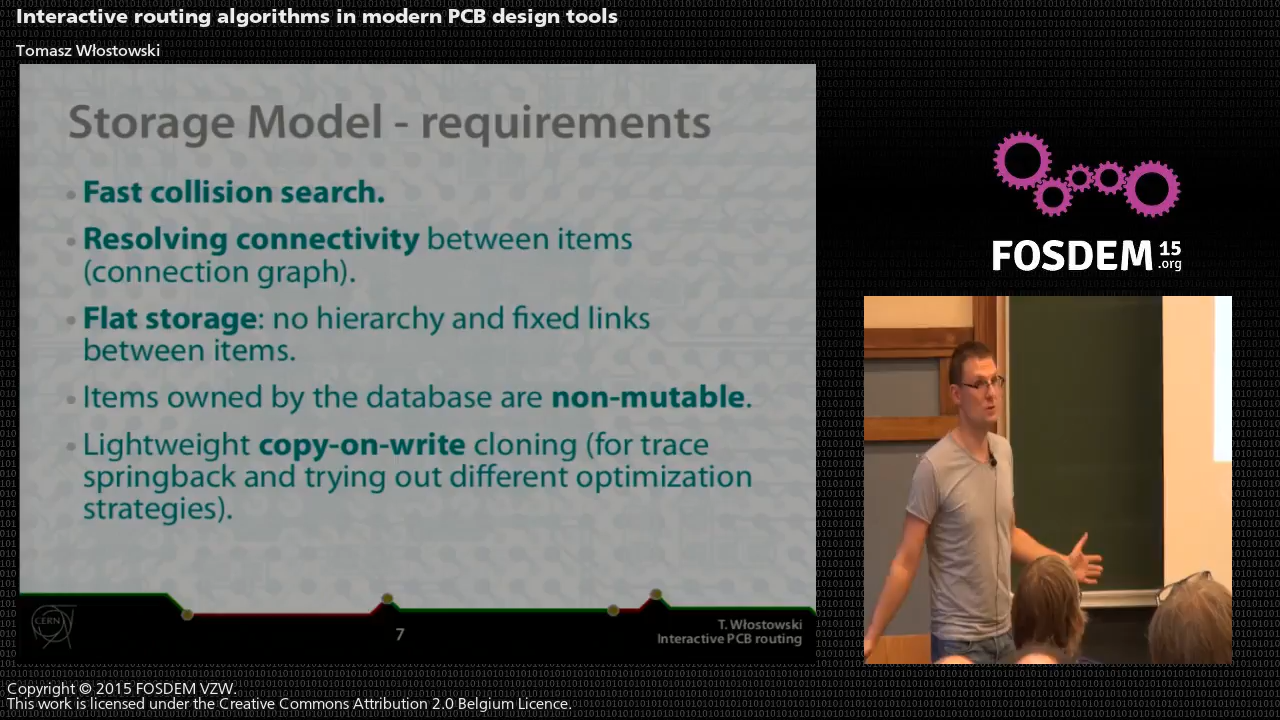 Interactive routing algorithms in modern PCB design tools
Tomasz Włostowski
Storage Model - requirements
Fast collision search.
Resolving connectivity between items
(connection graph).
Flat storage: no hierarchy and fixed links
between items.
Items owned by the database are non-mutable.
Lightweight copy-on-write cloning (for trace
springback and trying out different optimization
strategies).
CERN
7
T. Włostowski
Interactive PCB routing
FOSDEM 15
.org
Copyright © 2015 FOSDEM VZW.
This work is licensed under the Creative Commons Attribution 2.0 Belgium Licence.